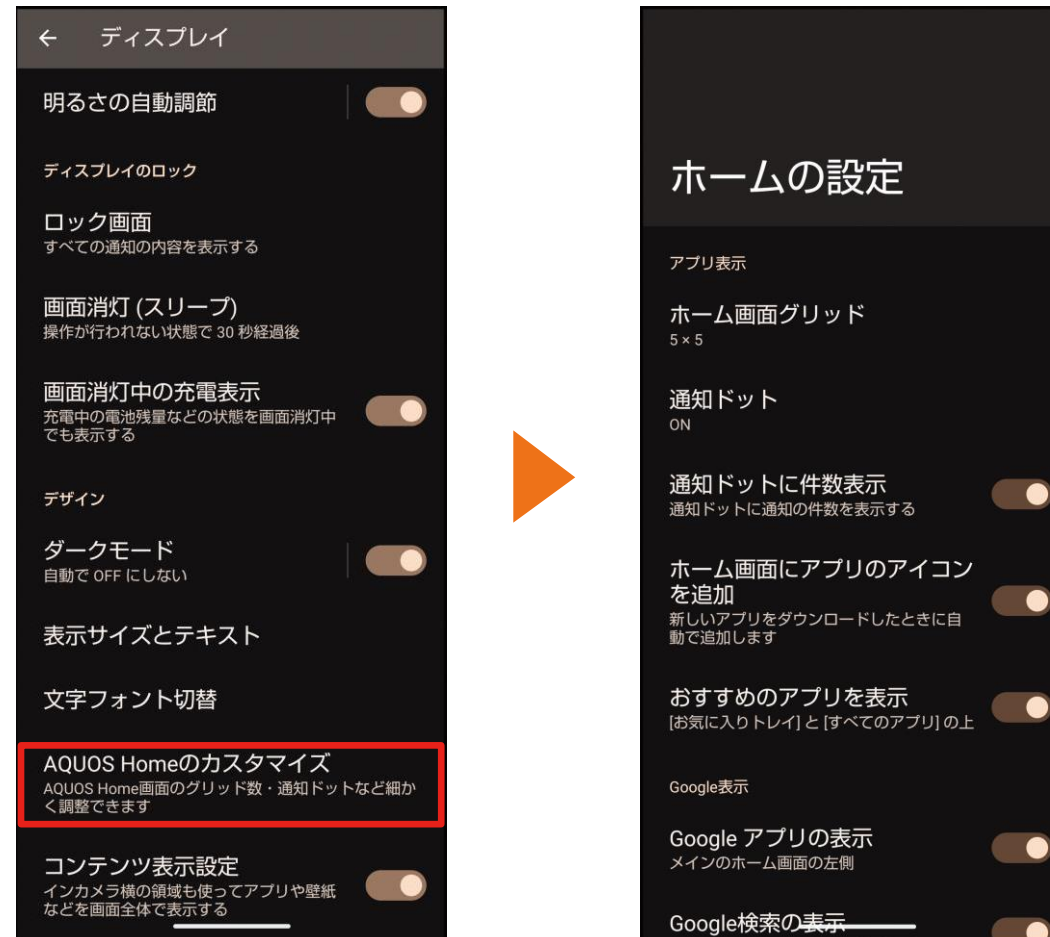 ディスプレイ
明るさの自動調節
ディスプレイのロック
ロック画面
すべての通知の内容を表示する
画面消灯 (スリープ)
操作が行われない状態で 30 秒経過後
画面消灯中の充電表示
充電中の電池残量などの状態を画面消灯中
でも表示する
デザイン
ダークモード
自動で OFF にしない
表示サイズとテキスト
文字フォント切替
AQUOS Homeのカスタマイズ
AQUOS Home画面のグリッド数・通知ドットなど細か
く調整できます
コンテンツ表示設定
インカメラ横の領域も使ってアプリや壁紙
などを画面全体で表示する
ホームの設定
アプリ表示
ホーム画面グリッド
5 × 5
通知ドット
ON
通知ドットに件数表示
通知ドットに通知の件数を表示する
ホーム画面にアプリのアイコン
を追加
新しいアプリをダウンロードしたときに自
動で追加します
おすすめのアプリを表示
[お気に入りトレイ] と [すべてのアプリ] の上
Google表示
Google アプリの表示
メインのホーム画面の左側
Google検索の表示